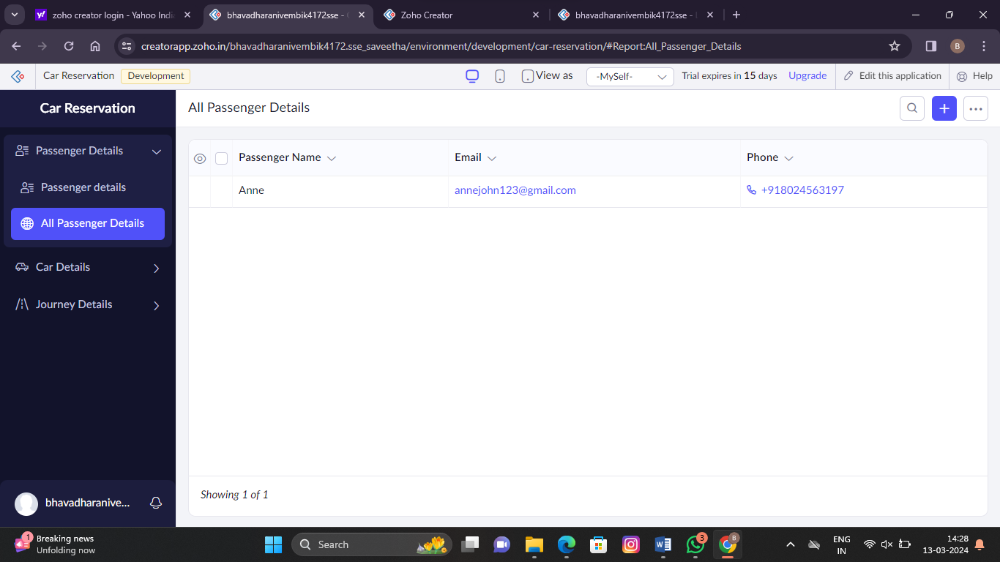 zoho creator login - Yahoo Indi
bhavadharanivembik4172sse -
Zoho Creator
bhavadharanivembik4172sse -
creatorapp.zoho.in/bhavadharanivembik4172.sse_saveetha/environment/development/car-reservation/#Report:All_Passenger_Details
B
Car Reservation
Development
View as
-MySelf-
Trial expires in 15 days
Upgrade
Edit this application
Help
Car Reservation
Passenger Details
Passenger details
All Passenger Details
Car Details
Journey Details
bhavadharanive...
All Passenger Details
Passenger Name
Email
Phone
Anne
annejohn123@gmail.com
+918024563197
Showing 1 of 1
1
Breaking news
Unfolding now
Search
3
B
ENG
IN
14:28
13-03-2024